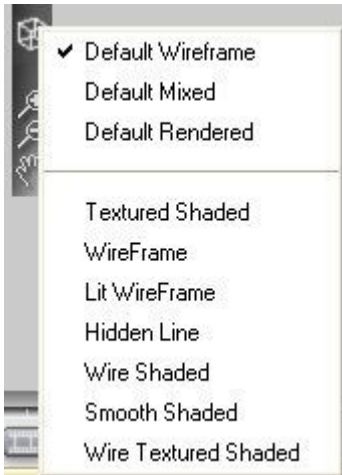 Default Wireframe
Default Mixed
Default Rendered
Textured Shaded
WireFrame
Lit WireFrame
Hidden Line
Wire Shaded
Smooth Shaded
Wire Textured Shaded